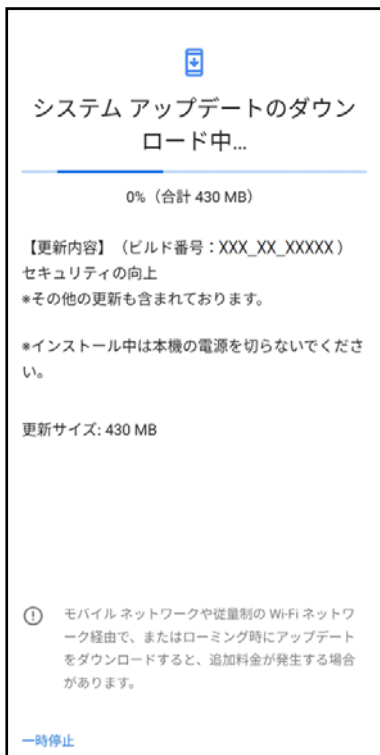 システム アップデートのダウン
ロード中...
0%（合計 430 MB）
【更新内容】（ビルド番号：XXX_XX_XXXXX）
セキュリティの向上
*その他の更新も含まれております。
*インストール中は本機の電源を切らないでくださ
い。
更新サイズ: 430 MB
モバイル ネットワークや従量制の Wi-Fi ネットワ
ーク経由で、またはローミング時にアップデート
をダウンロードすると、追加料金が発生する場合
があります。
一時停止